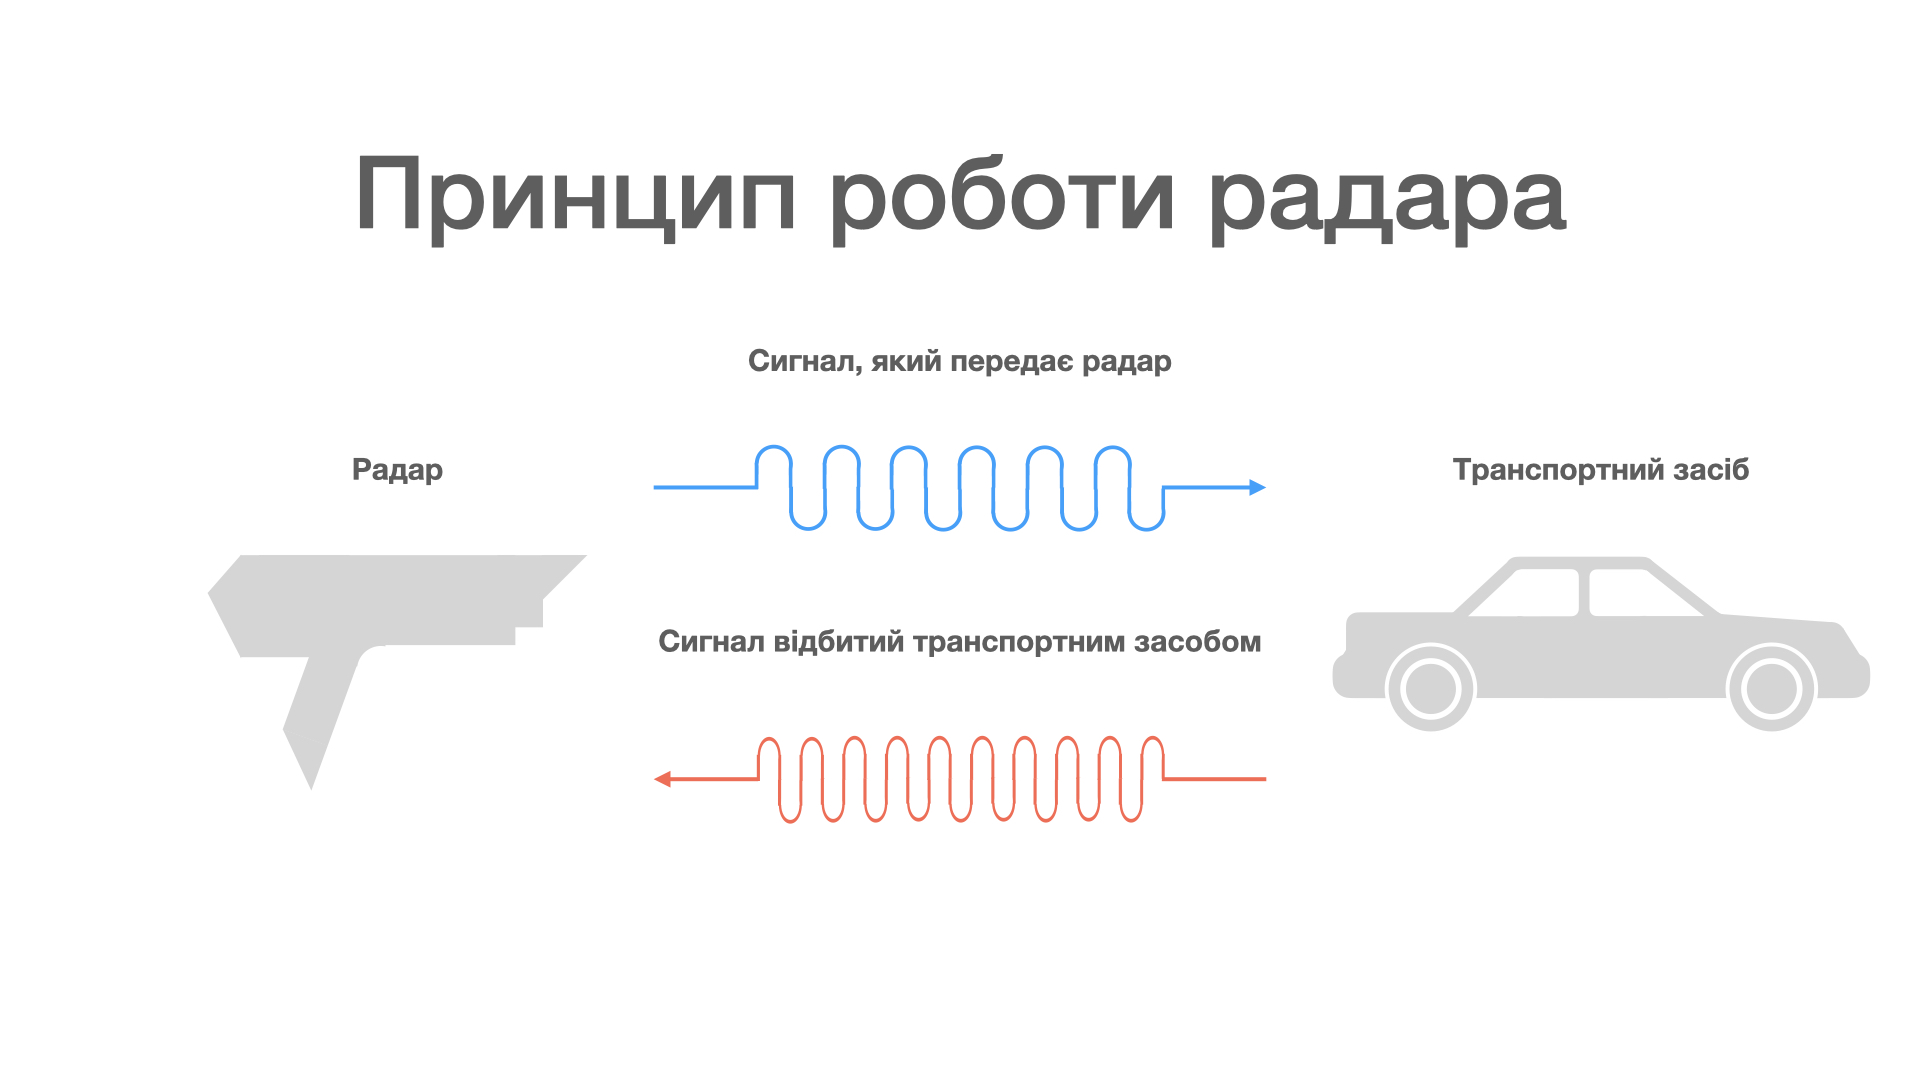 Принцип роботи радара
Сигнал, який передає радар
Радар
Транспортний засіб
Сигнал відбитий транспортним засобом